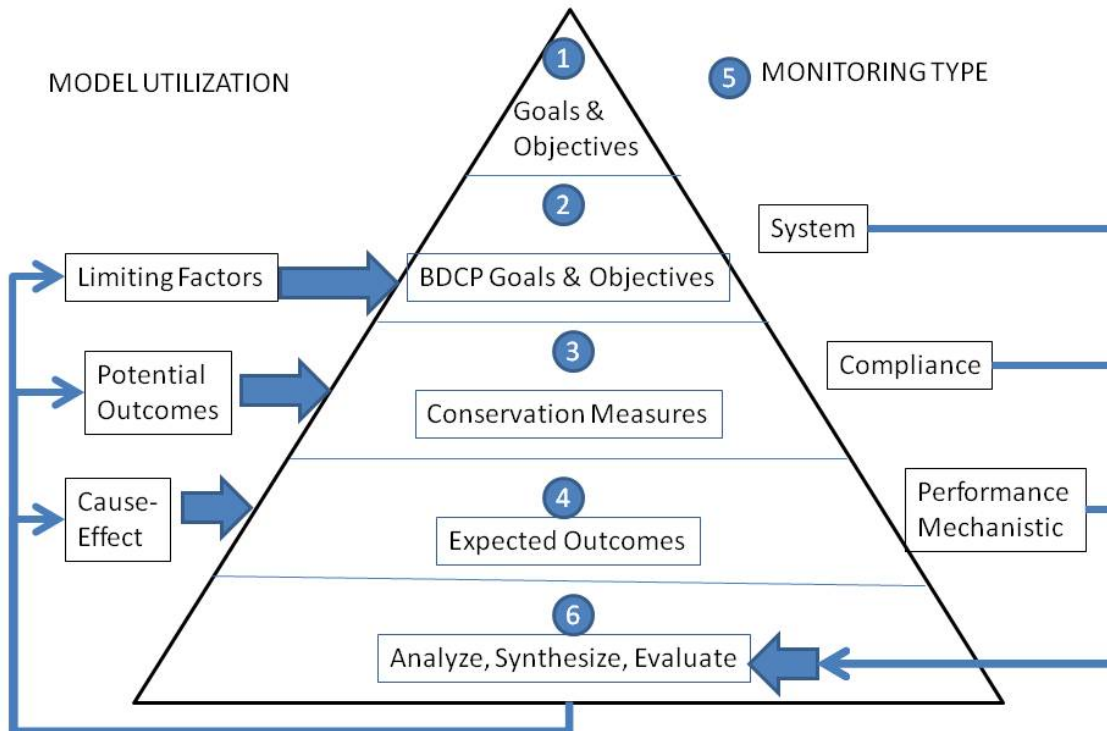 1
MODEL UTILIZATION
5 MONITORING TYPE
Goals &
Objectives
2
System
Limiting Factors
BDCP Goals & Objectives
3
Potential
Outcomes
Compliance
Conservation Measures
4
Cause-
Effect
Performance
Mechanistic
Expected Outcomes
6
Analyze, Synthesize, Evaluate